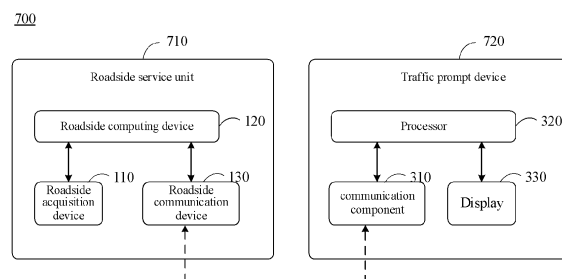 700
710
720
Roadside service unit
Traffic prompt device
Roadside computing device
120
Processor
320
110
130
310
330
Roadside
acquisition
device
Roadside
communication
device
communication
component
Display